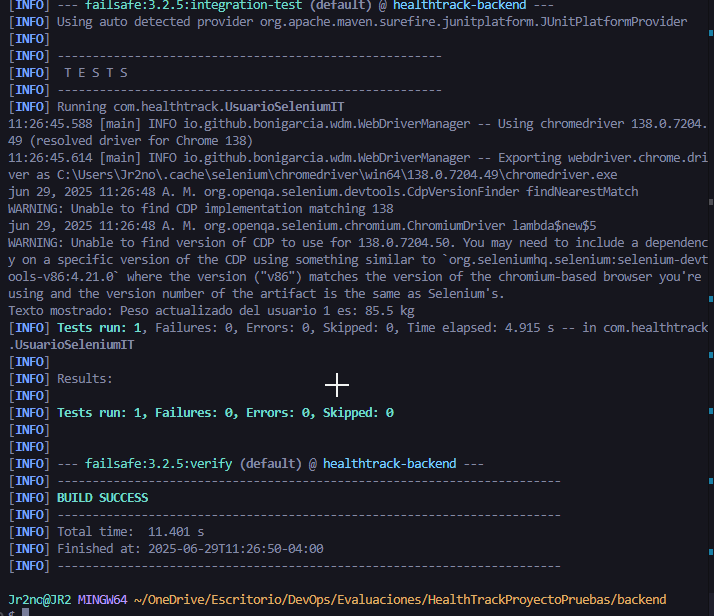 [INFO] --- failsafe:3.2.5:integration-test (default) @ healthtrack-backend ---
[INFO] Using auto detected provider org.apache.maven.surefire.junitplatform.JUnitPlatformProvider
[INFO]
[INFO] -------------------------------------------------------
[INFO]  T E S T S
[INFO] -------------------------------------------------------
[INFO] Running com.healthtrack.UsuarioSeleniumIT
11:26:45.588 [main] INFO io.github.bonigarcia.wdm.WebDriverManager -- Using chromedriver 138.0.7204.
49 (resolved driver for Chrome 138)
11:26:45.614 [main] INFO io.github.bonigarcia.wdm.WebDriverManager -- Exporting webdriver.chrome.dri
ver as C:\Users\Jr2no\.cache\selenium\chromedriver\win64\138.0.7204.49\chromedriver.exe
jun 29, 2025 11:26:48 A. M. org.openqa.selenium.devtools.CdpVersionFinder findNearestMatch
WARNING: Unable to find CDP implementation matching 138
jun 29, 2025 11:26:48 A. M. org.openqa.selenium.chromium.ChromiumDriver lambda$new$5
WARNING: Unable to find version of CDP to use for 138.0.7204.50. You may need to include a dependenc
y on a specific version of the CDP using something similar to `org.seleniumhq.selenium:selenium-devt
ools-v86:4.21.0` where the version ("v86") matches the version of the chromium-based browser you're
using and the version number of the artifact is the same as Selenium's.
Texto mostrado: Peso actualizado del usuario 1 es: 85.5 kg
[INFO] Tests run: 1, Failures: 0, Errors: 0, Skipped: 0, Time elapsed: 4.915 s -- in com.healthtrack
.UsuarioSeleniumIT
[INFO]
[INFO] Results:
[INFO]
[INFO] Tests run: 1, Failures: 0, Errors: 0, Skipped: 0
[INFO]
[INFO]
[INFO] --- failsafe:3.2.5:verify (default) @ healthtrack-backend ---
[INFO] ------------------------------------------------------------------------
[INFO] BUILD SUCCESS
[INFO] ------------------------------------------------------------------------
[INFO] Total time:  11.401 s
[INFO] Finished at: 2025-06-29T11:26:50-04:00
[INFO] ------------------------------------------------------------------------
Jr2no@JR2 MINGW64 ~/OneDrive/Escritorio/DevOps/Evaluaciones/HealthTrackProyectoPruebas/backend
$